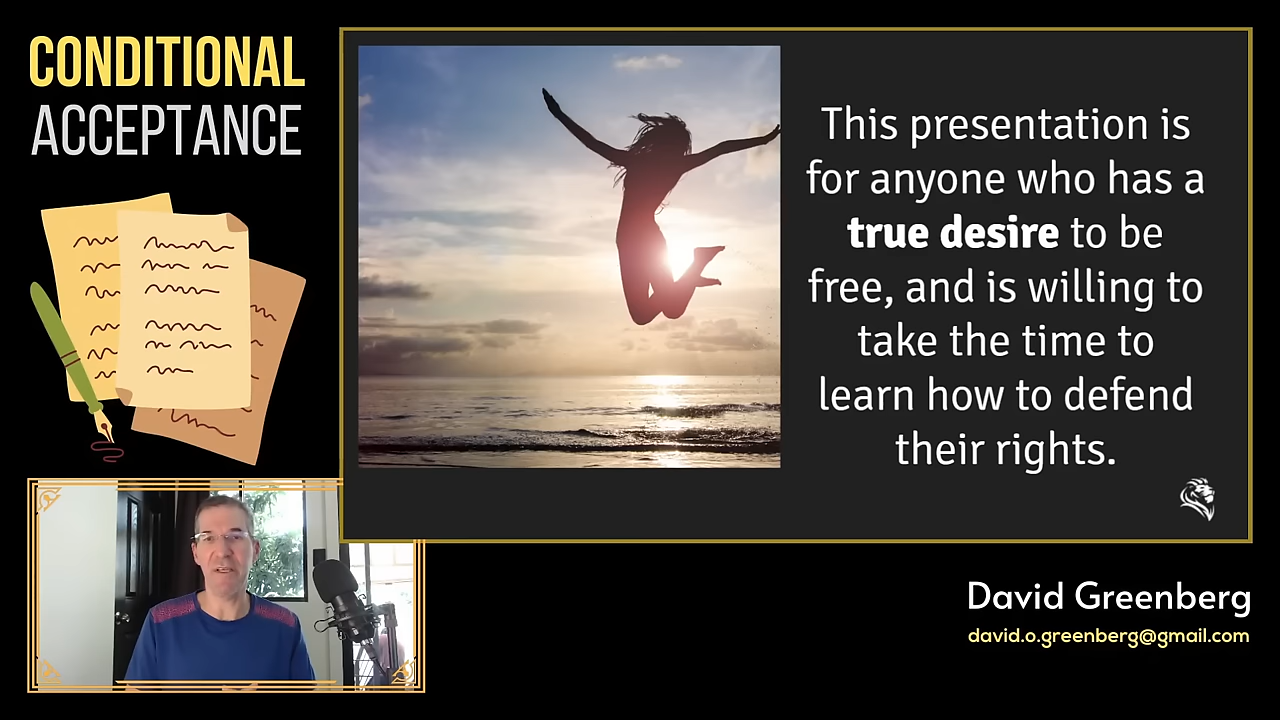 CONDITIONAL
ACCEPTANCE
This presentation is
for anyone who has a
true desire to be
free, and is willing to
take the time to
learn how to defend
their rights.
David Greenberg
david.o.greenberg@gmail.com